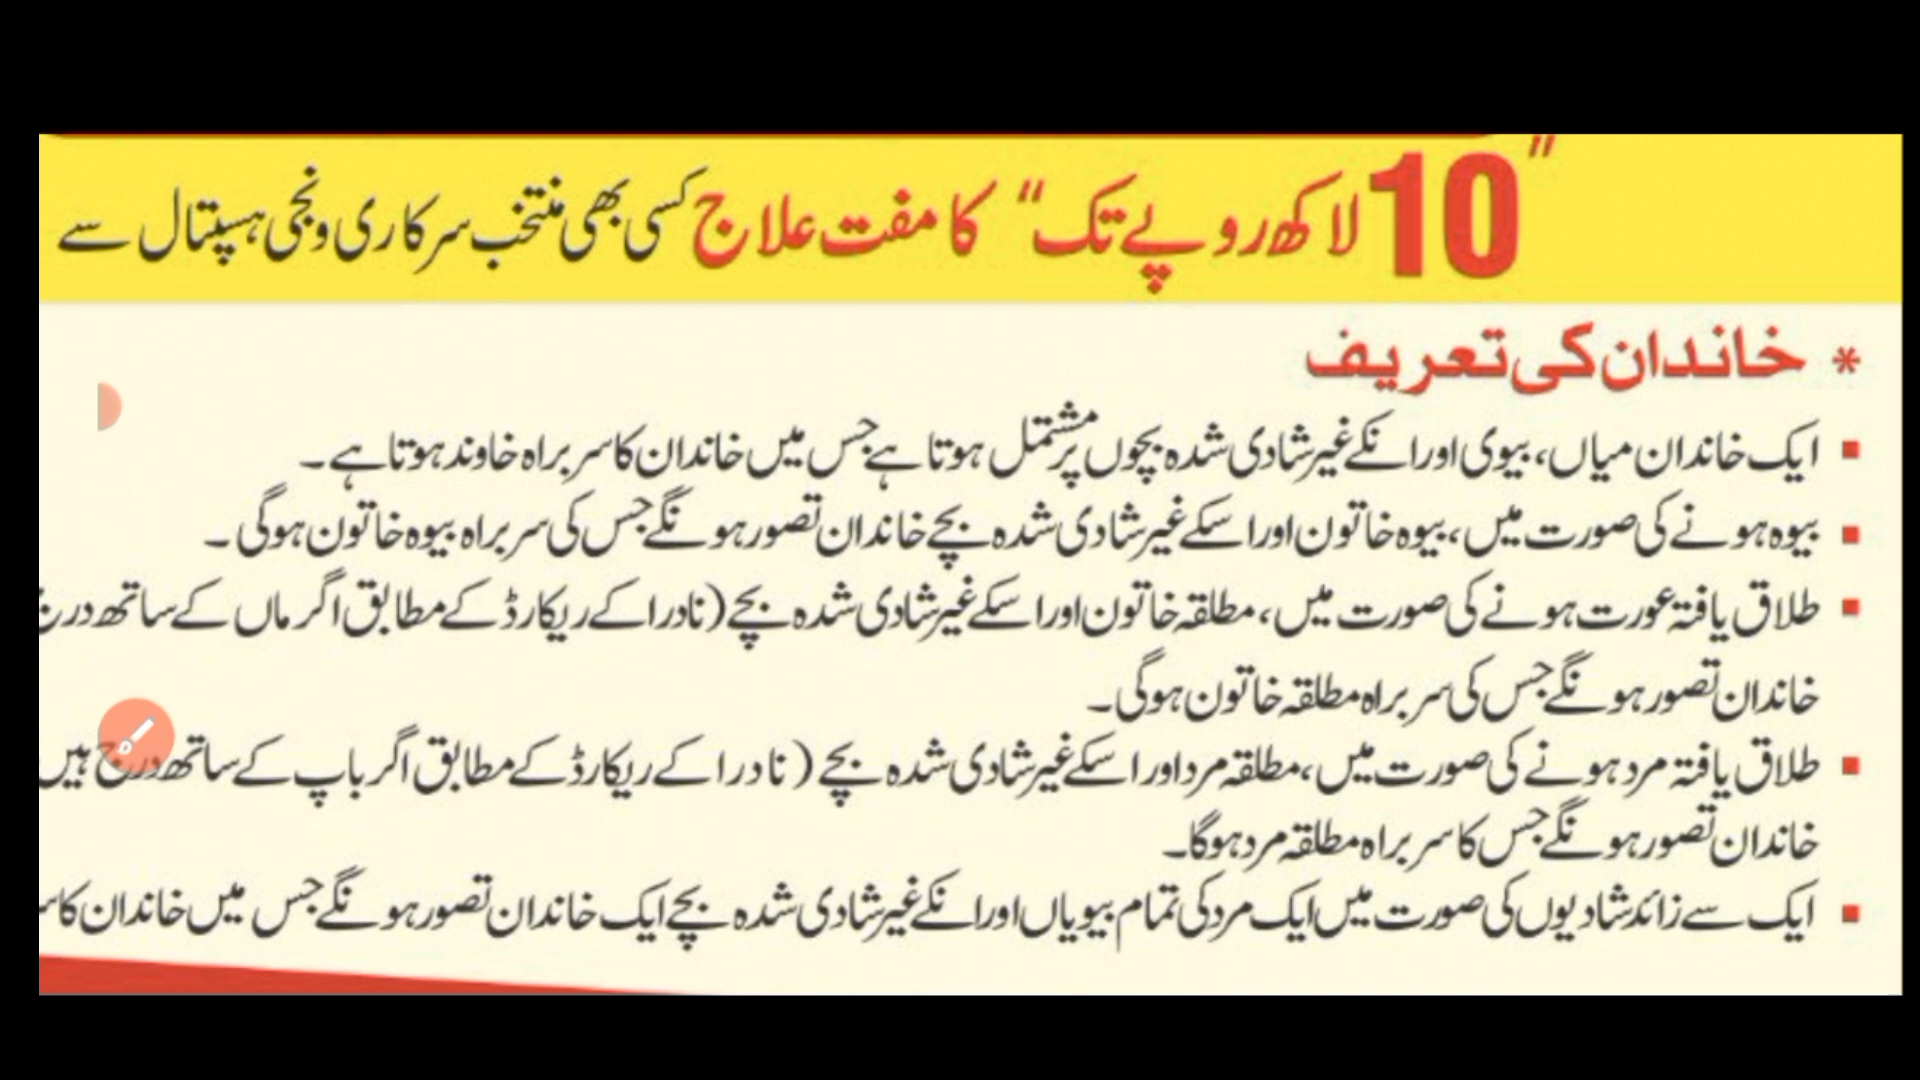 ”10 لاکھ روپے تک“ کا مفت علاج کسی بھی منتخب سرکاری و نجی ہسپتال سے
* خاندان کی تعریف
▪ ایک خاندان میاں، بیوی اور انکے غیر شادی شدہ بچوں پر مشتمل ہوتا ہے جس میں خاندان کا سربراہ خاوند ہوتا ہے۔
▪ بیوہ ہونے کی صورت میں، بیوہ خاتون اور اسکے غیر شادی شدہ بچے خاندان تصور ہونگے جس کی سربراہ بیوہ خاتون ہوگی۔
▪ طلاق یافتہ عورت ہونے کی صورت میں، مطلقہ خاتون اور اسکے غیر شادی شدہ بچے (نادرا کے ریکارڈ کے مطابق اگر ماں کے ساتھ
خاندان تصور ہونگے جس کی سربراہ مطلقہ خاتون ہوگی۔
▪ طلاق یافتہ مرد ہونے کی صورت میں، مطلقہ مرد اور اسکے غیر شادی شدہ بچے (نادرا کے ریکارڈ کے مطابق اگر باپ کے ساتھ درج ہیں
خاندان تصور ہونگے جس کا سربراہ مطلقہ مرد ہوگا۔
▪ ایک سے زائد شادیوں کی صورت میں ایک مرد کی تمام بیویاں اور انکے غیر شادی شدہ بچے ایک خاندان تصور ہونگے جس میں خاندان کا